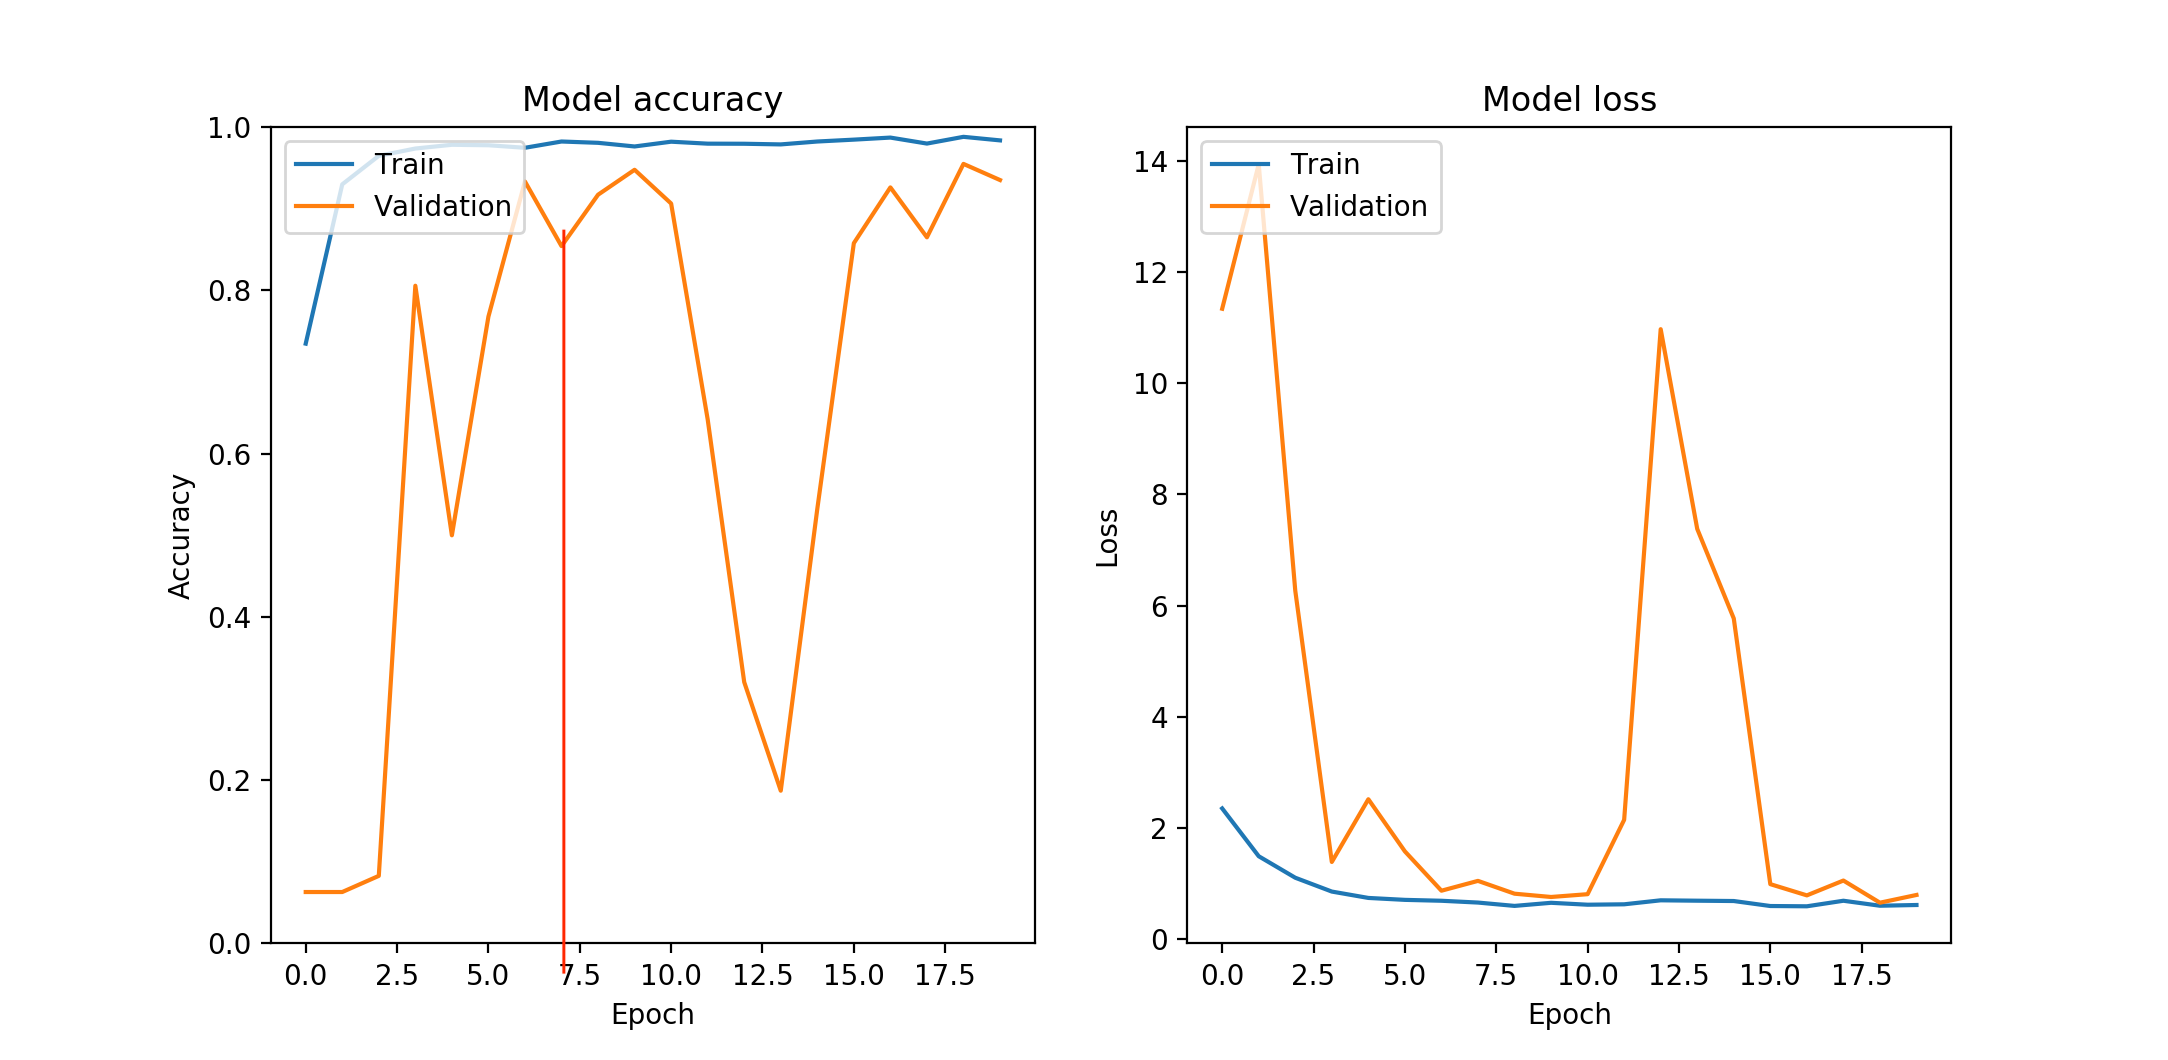 Model accuracy
1.0
0.8
0.6
0.4
0.2
0.0
Accuracy
Train
Validation
0.0 2.5 5.0 7.5 10.0 12.5 15.0 17.5
Epoch
Model loss
14
12
10
8
6
4
2
0
Loss
Train
Validation
0.0 2.5 5.0 7.5 10.0 12.5 15.0 17.5
Epoch